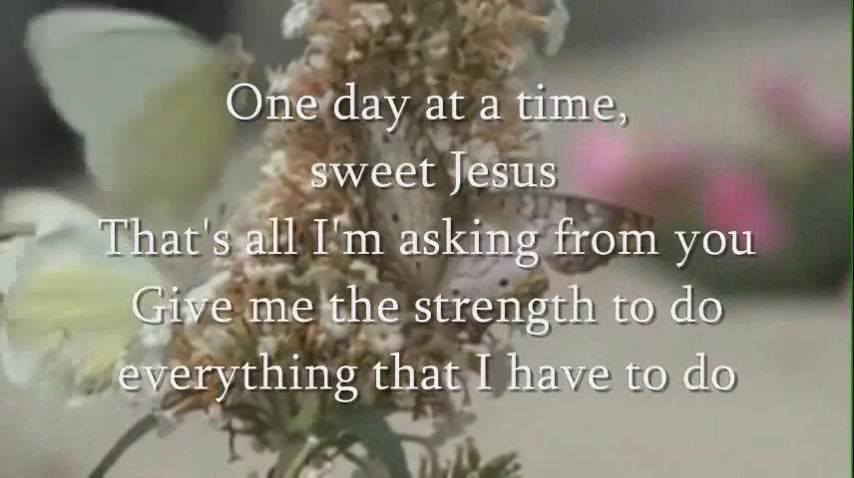 One day at a time,
sweet Jesus
That's all I'm asking from you
Give me the strength to do
everything that I have to do